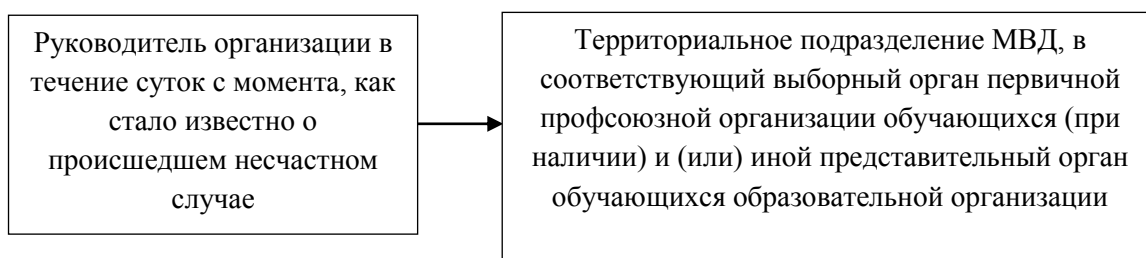 Руководитель организации в
течение суток с момента, как
стало известно о
происшедшем несчастном
случае
Территориальное подразделение МВД, в
соответствующий выборный орган первичной
профсоюзной организации обучающихся (при
наличии) и (или) иной представительный орган
обучающихся образовательной организации